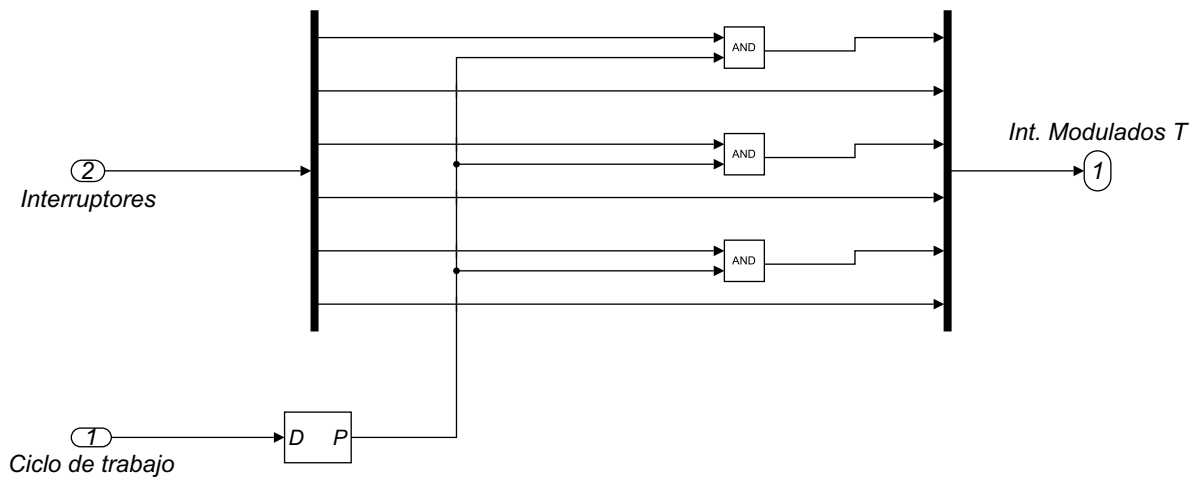 AND
AND
Int. Modulados T
2
1
Interruptores
AND
1
D P
Ciclo de trabajo